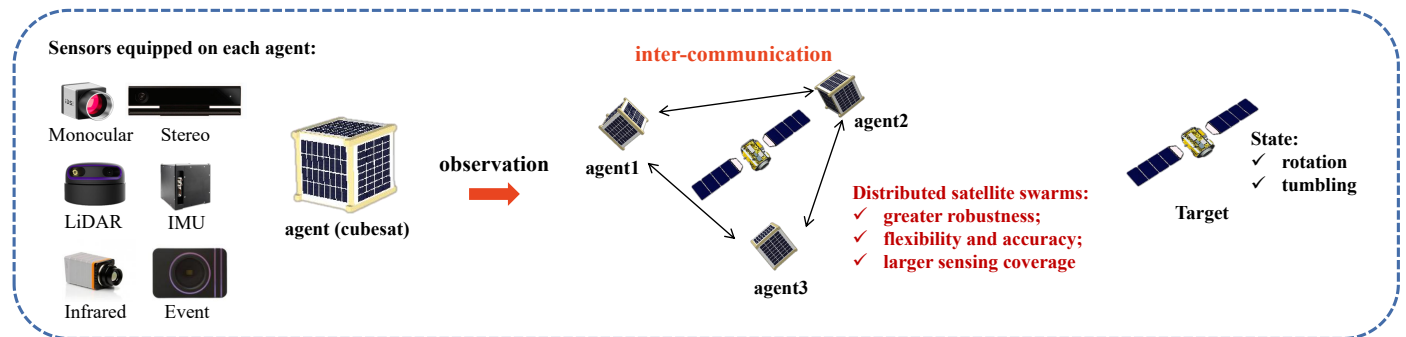 Sensors equipped on each agent:
Monocular
Stereo
LiDAR
IMU
Infrared
Event
agent (cubesat)
observation
inter-communication
agent1
agent2
agent3
Distributed satellite swarms:
✓ greater robustness;
✓ flexibility and accuracy;
✓ larger sensing coverage
Target
State:
✓ rotation
✓ tumbling